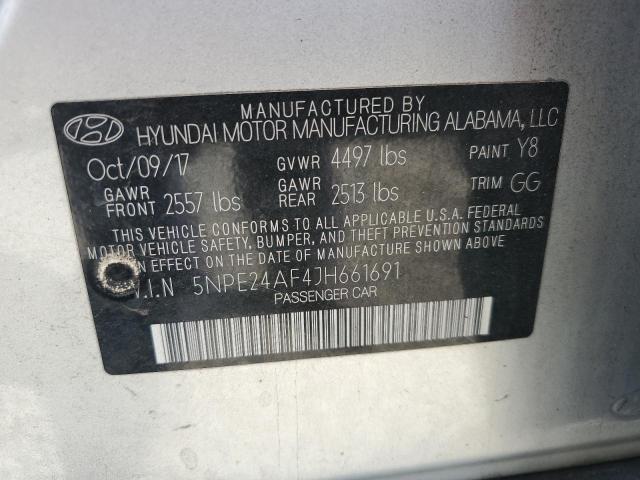 MANUFACTURED BY
HYUNDAI MOTOR MANUFACTURING ALABAMA, LLC
Oct/09/17 GVWR 4497 lbs PAINT Y8
GAWR FRONT 2557 lbs GAWR REAR 2513 lbs TRIM GG
THIS VEHICLE CONFORMS TO ALL APPLICABLE U.S.A. FEDERAL
MOTOR VEHICLE SAFETY, BUMPER, AND THEFT PREVENTION STANDARDS
IN EFFECT ON THE DATE OF MANUFACTURE SHOWN ABOVE.
V.I.N 5NPE24AF4JH661691
PASSENGER CAR